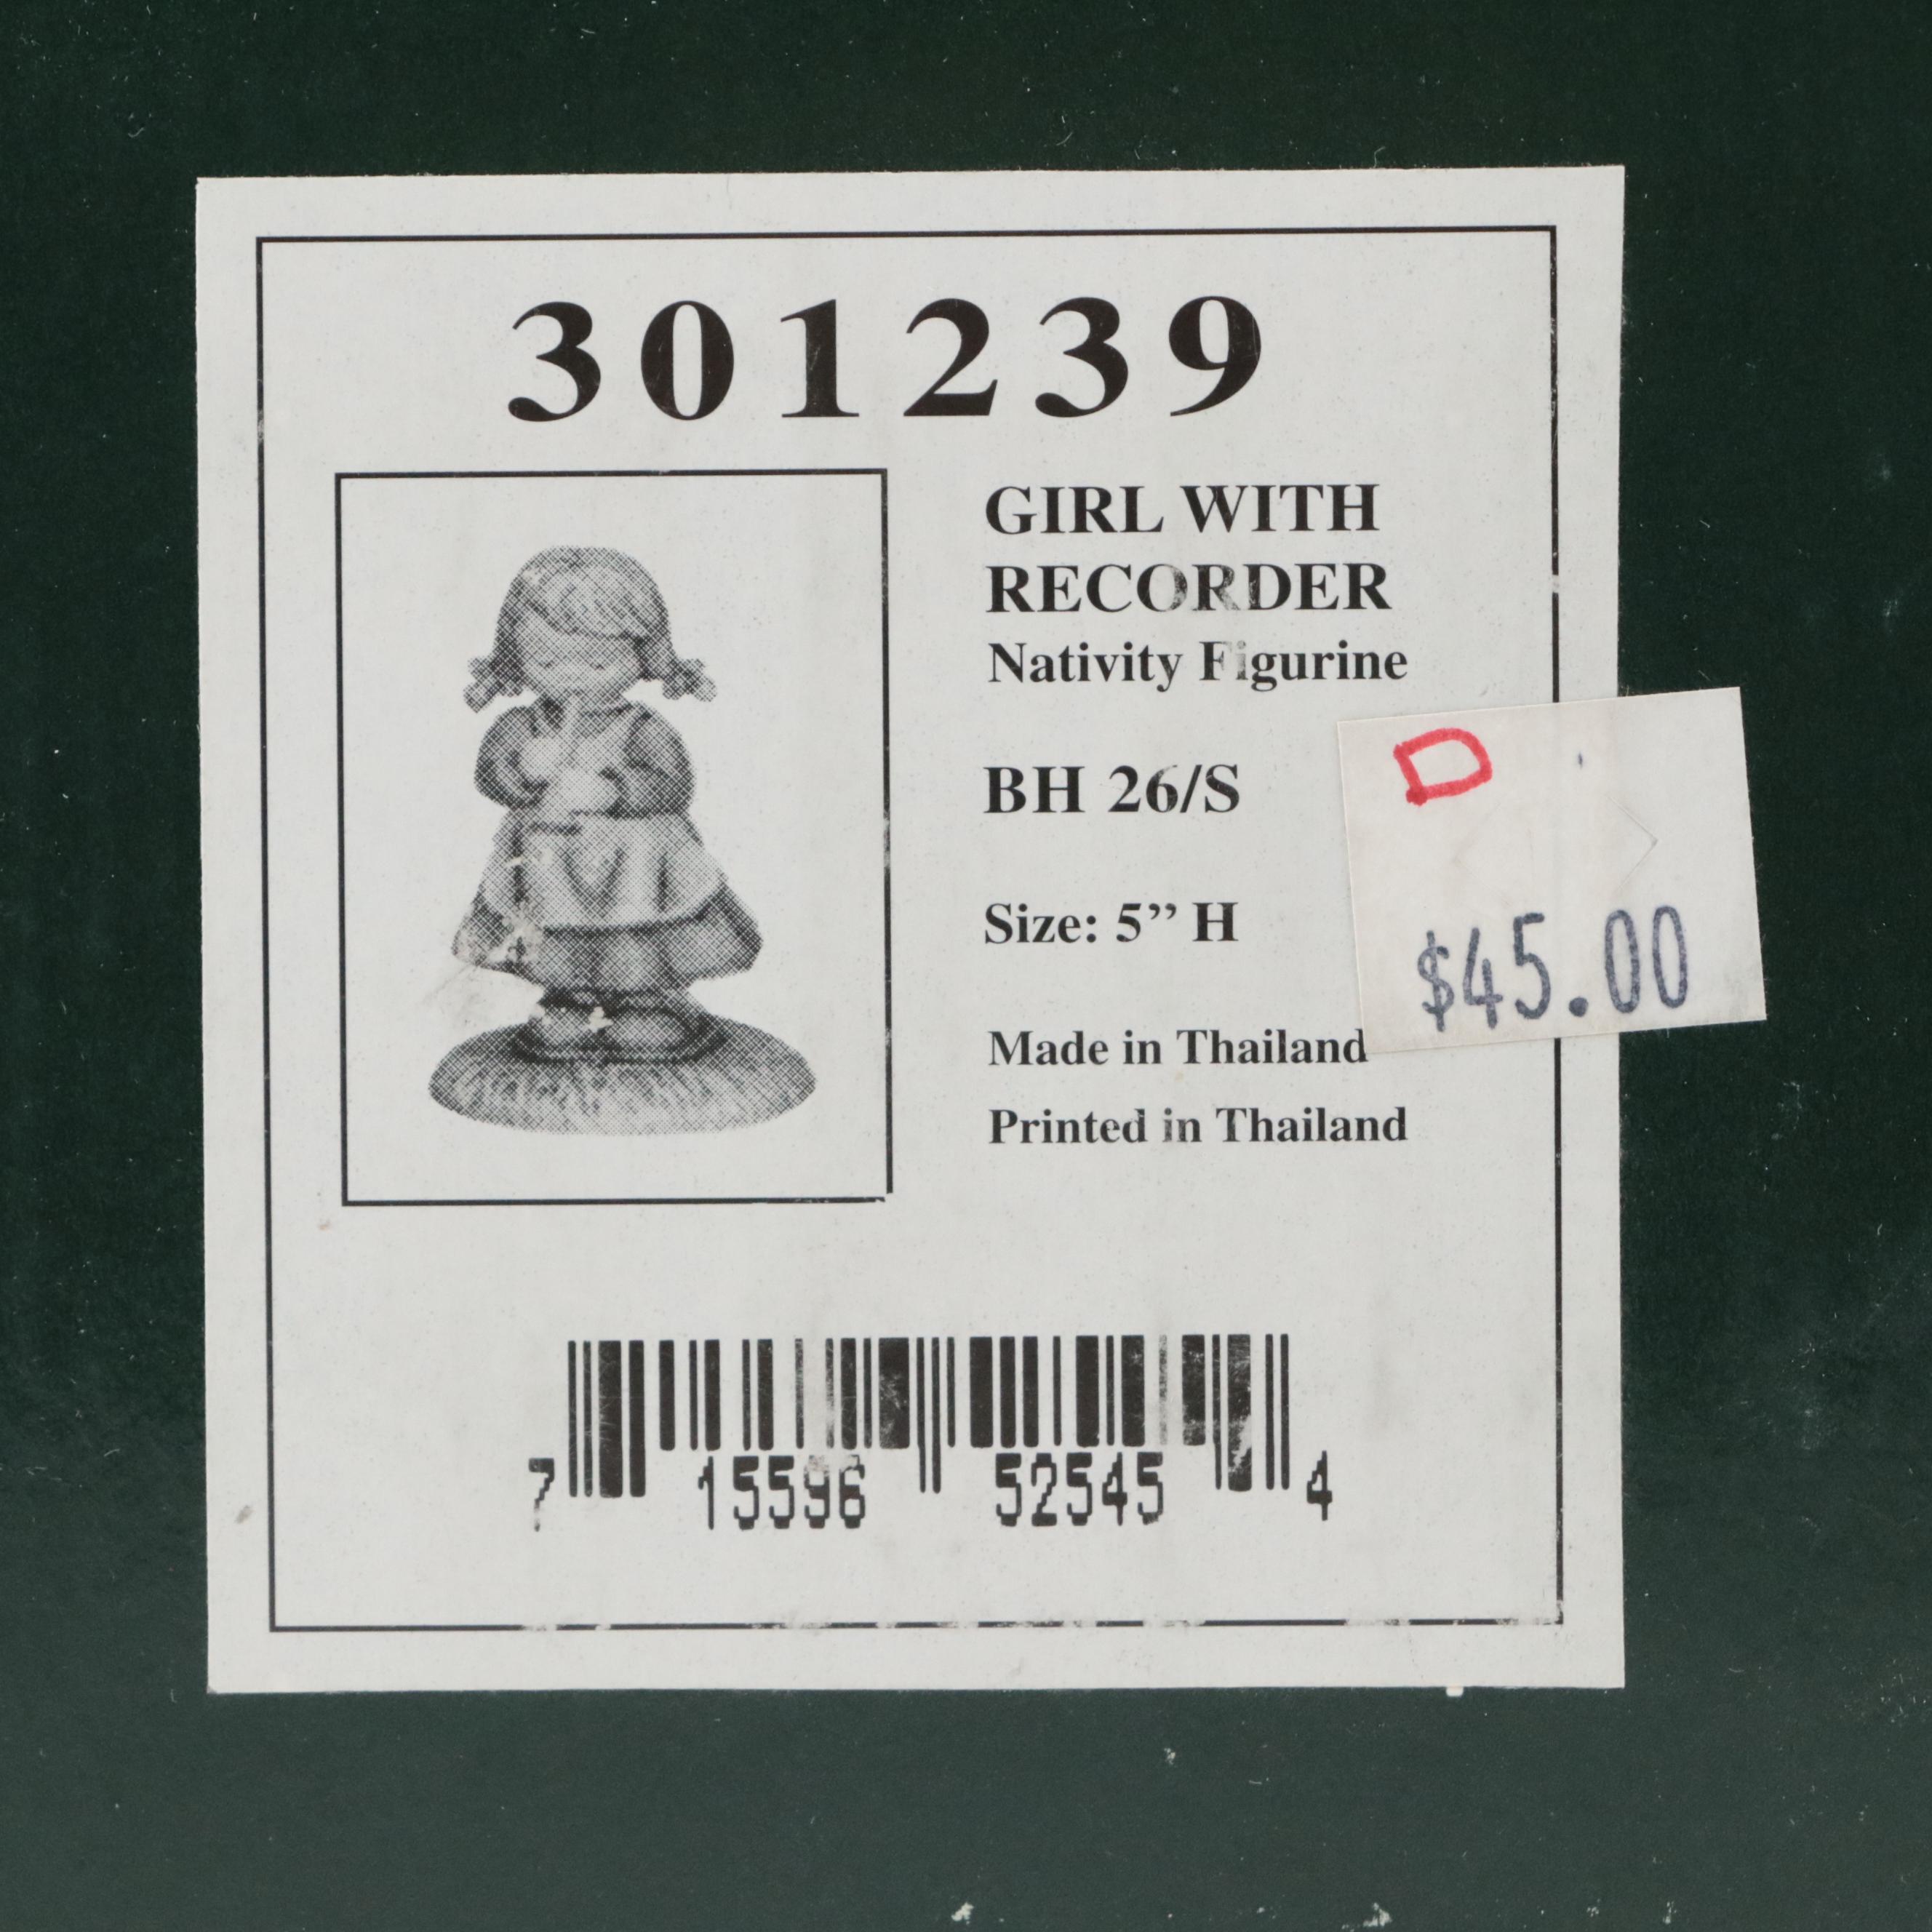 301239
GIRL WITH
RECORDER
Nativity Figurine
BH 26/S
Size: 5” H
Made in Thailand
Printed in Thailand
D
$45.00
7 15596 52545 4